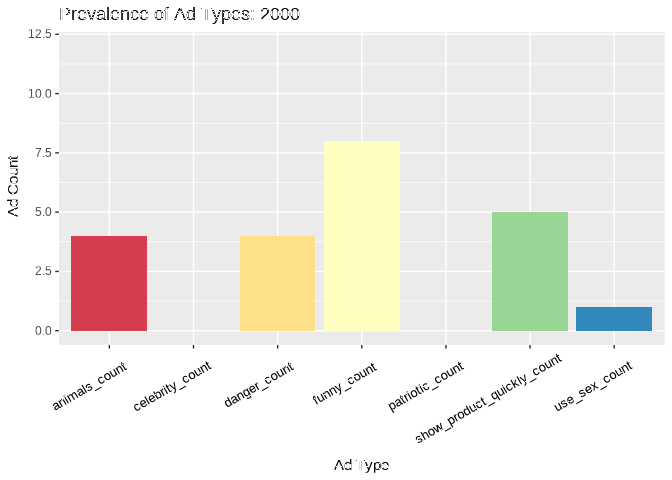 Prevalence of Ad Types: 2000
12.5
10.0
7.5
5.0
2.5
0.0
Ad Count
animals_count
celebrity_count
danger_count
funny_count
patriotic_count
show_product_quickly_count
use_sex_count
Ad Type